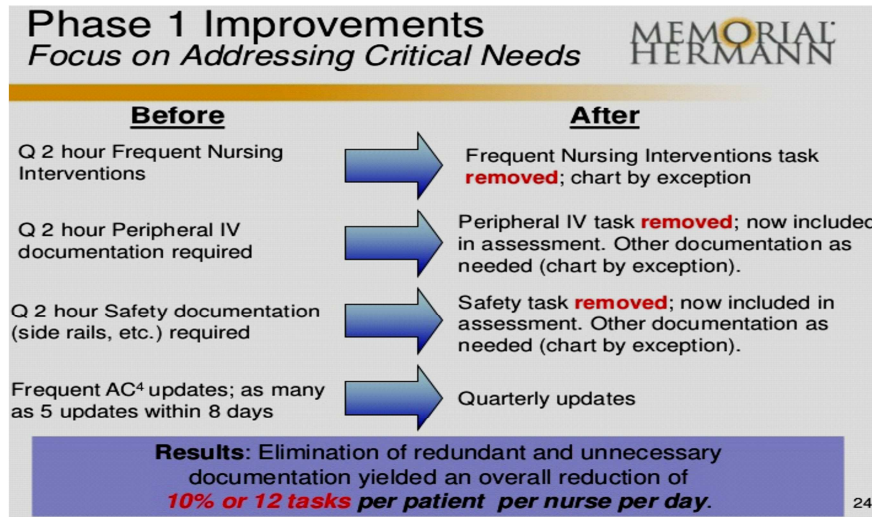 Phase 1 Improvements
Focus on Addressing Critical Needs
MEMORIAL
HERMANN
Before
After
Q 2 hour Frequent Nursing
Interventions
Frequent Nursing Interventions task
removed; chart by exception
Q 2 hour Peripheral IV
documentation required
Peripheral IV task removed; now included
in assessment. Other documentation as
needed (chart by exception).
Q 2 hour Safety documentation
(side rails, etc.) required
Safety task removed; now included in
assessment. Other documentation as
needed (chart by exception).
Frequent AC⁴ updates; as many
as 5 updates within 8 days
Quarterly updates
Results: Elimination of redundant and unnecessary
documentation yielded an overall reduction of
10% or 12 tasks per patient per nurse per day.
24